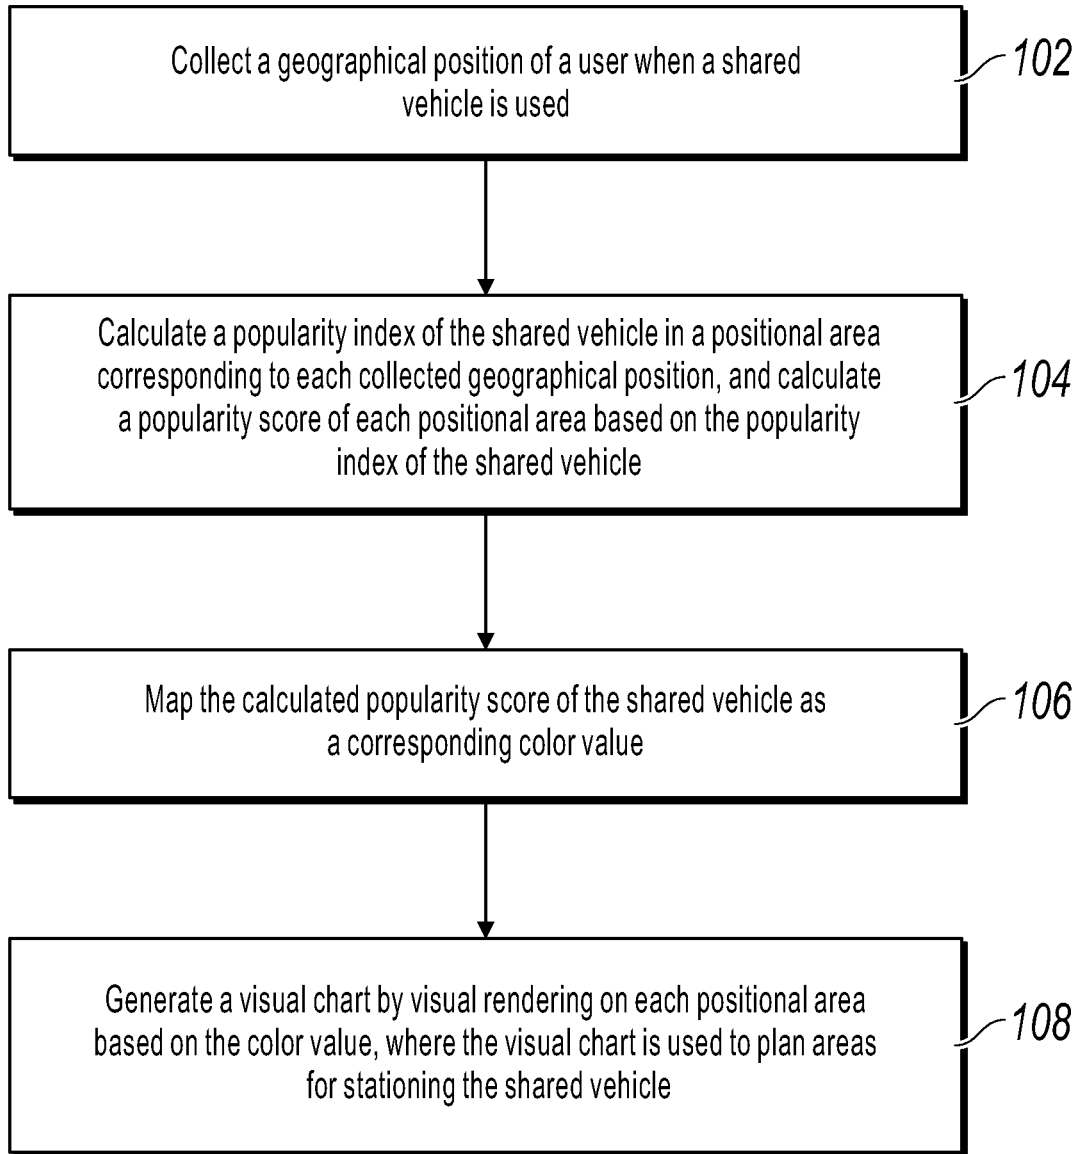 Collect a geographical position of a user when a shared
vehicle is used
102
Calculate a popularity index of the shared vehicle in a positional area
corresponding to each collected geographical position, and calculate
a popularity score of each positional area based on the popularity
index of the shared vehicle
104
Map the calculated popularity score of the shared vehicle as
a corresponding color value
106
Generate a visual chart by visual rendering on each positional area
based on the color value, where the visual chart is used to plan areas
for stationing the shared vehicle
108